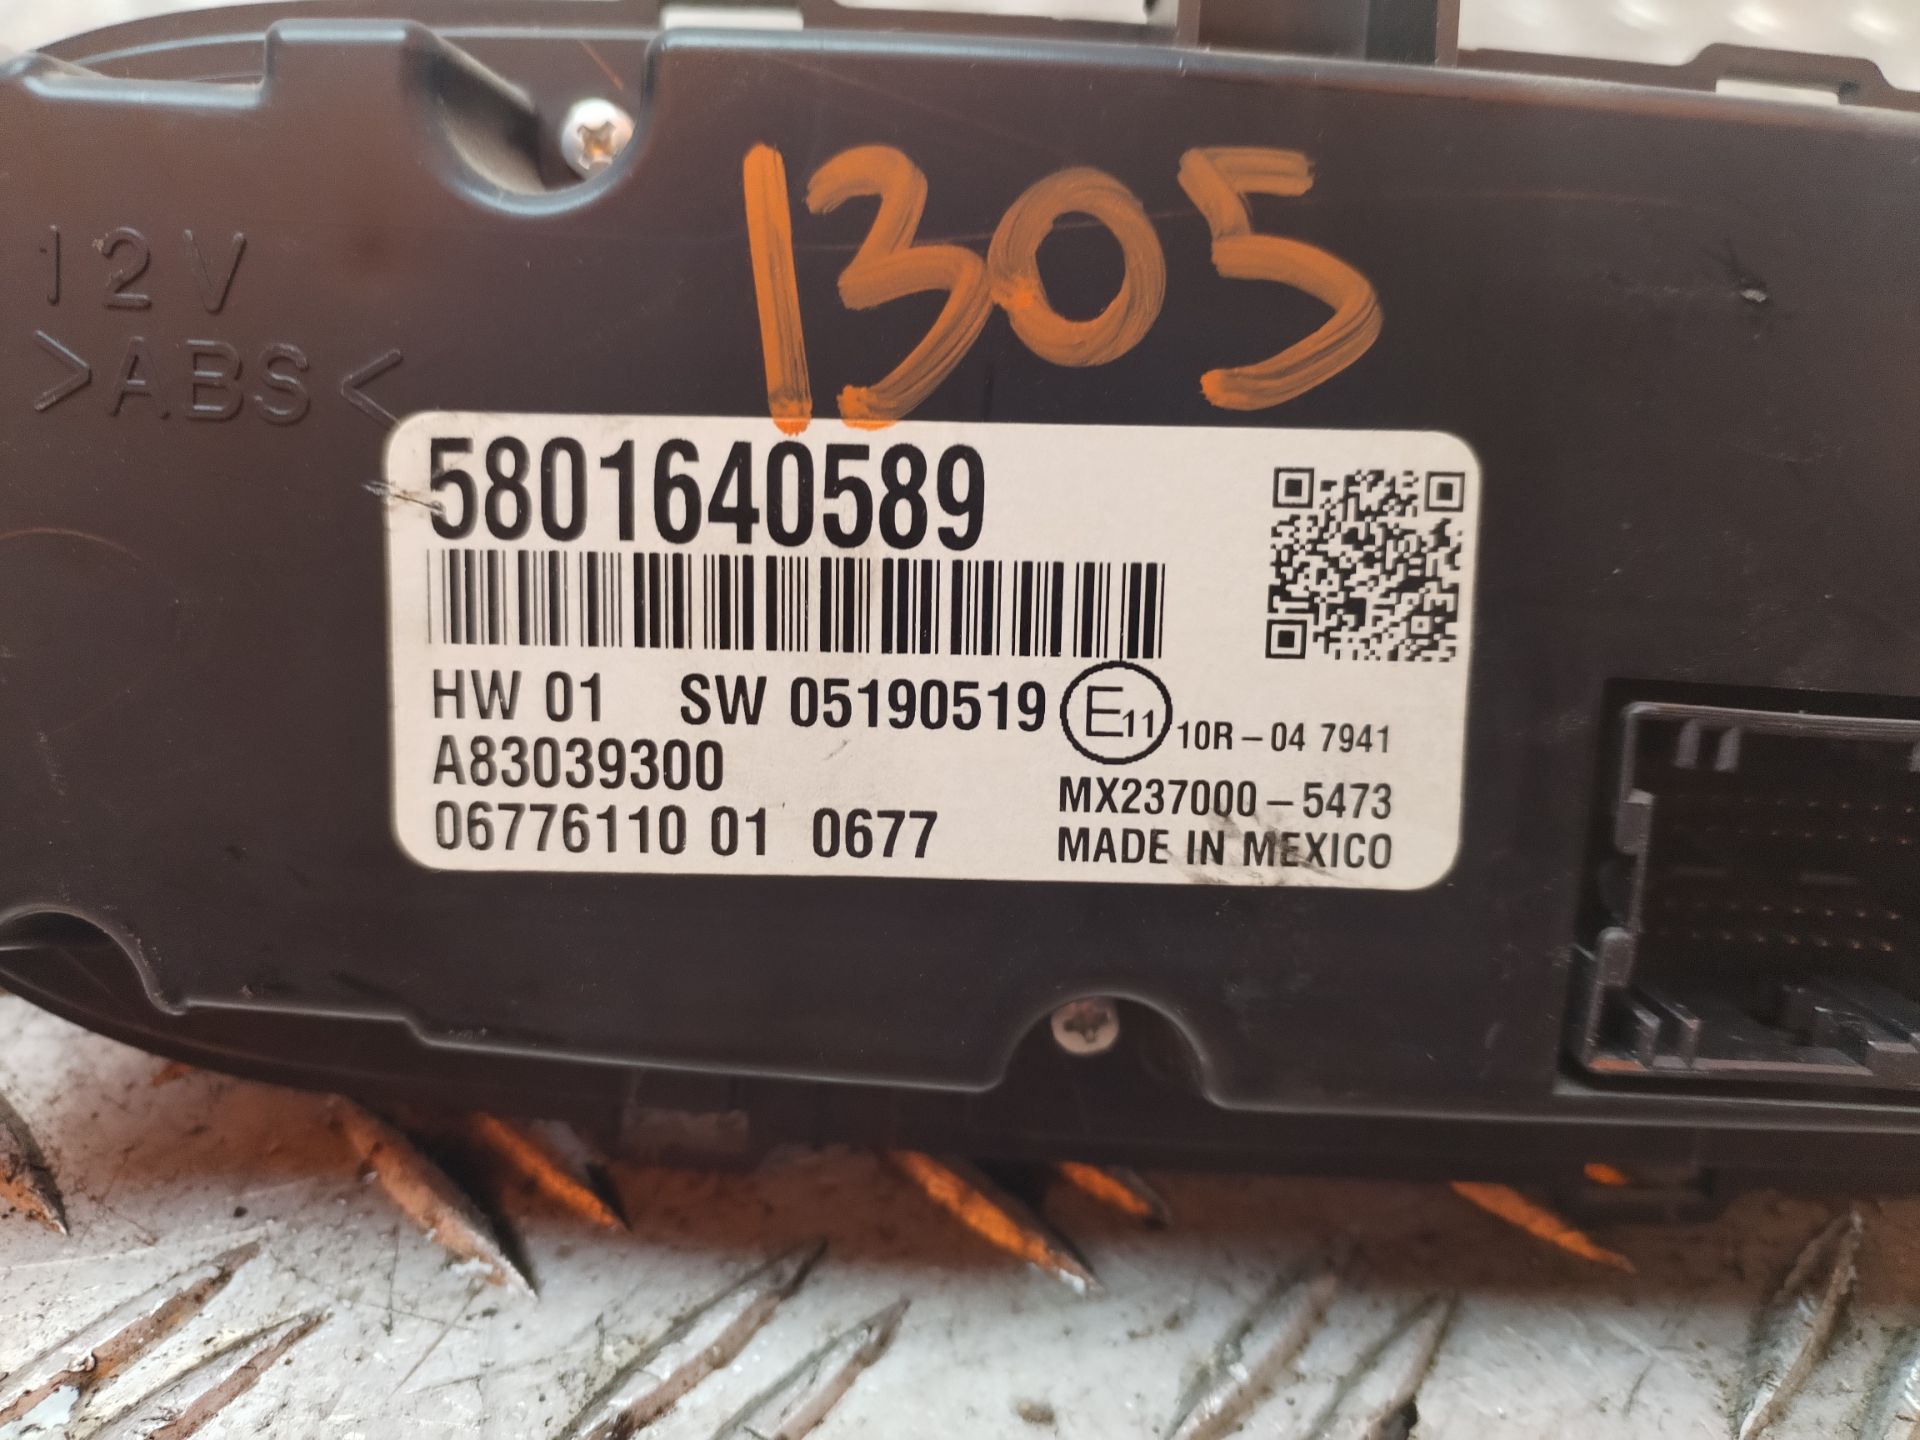 1305
12V
>ABS<
5801640589
HW 01 SW 05190519 E11 10R-04 7941
A83039300
MX237000-5473
06776110 01 0677
MADE IN MEXICO